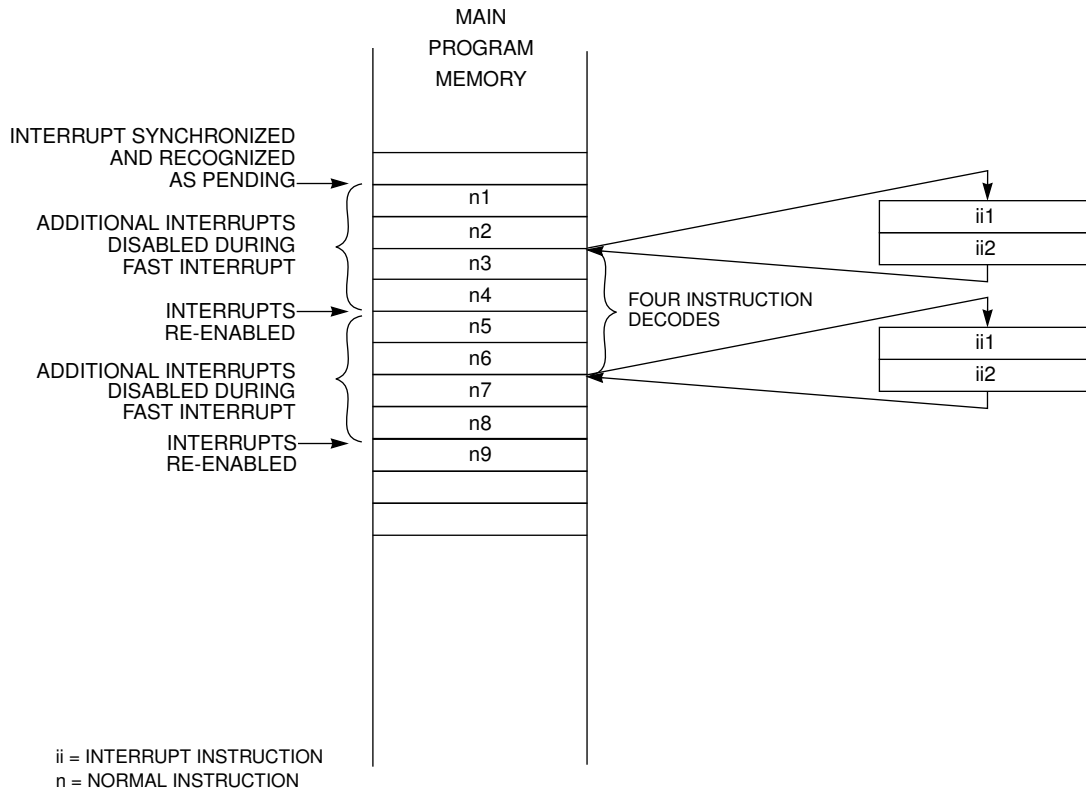 MAIN
PROGRAM
MEMORY
INTERRUPT SYNCHRONIZED
AND RECOGNIZED
AS PENDING
n1
ADDITIONAL INTERRUPTS
DISABLED DURING
FAST INTERRUPT
n2
n3
n4
ii1
ii2
FOUR INSTRUCTION
DECODES
INTERRUPTS
RE-ENABLED
n5
n6
ii1
ii2
ADDITIONAL INTERRUPTS
DISABLED DURING
FAST INTERRUPT
n7
n8
INTERRUPTS
RE-ENABLED
n9
ii = INTERRUPT INSTRUCTION
n = NORMAL INSTRUCTION